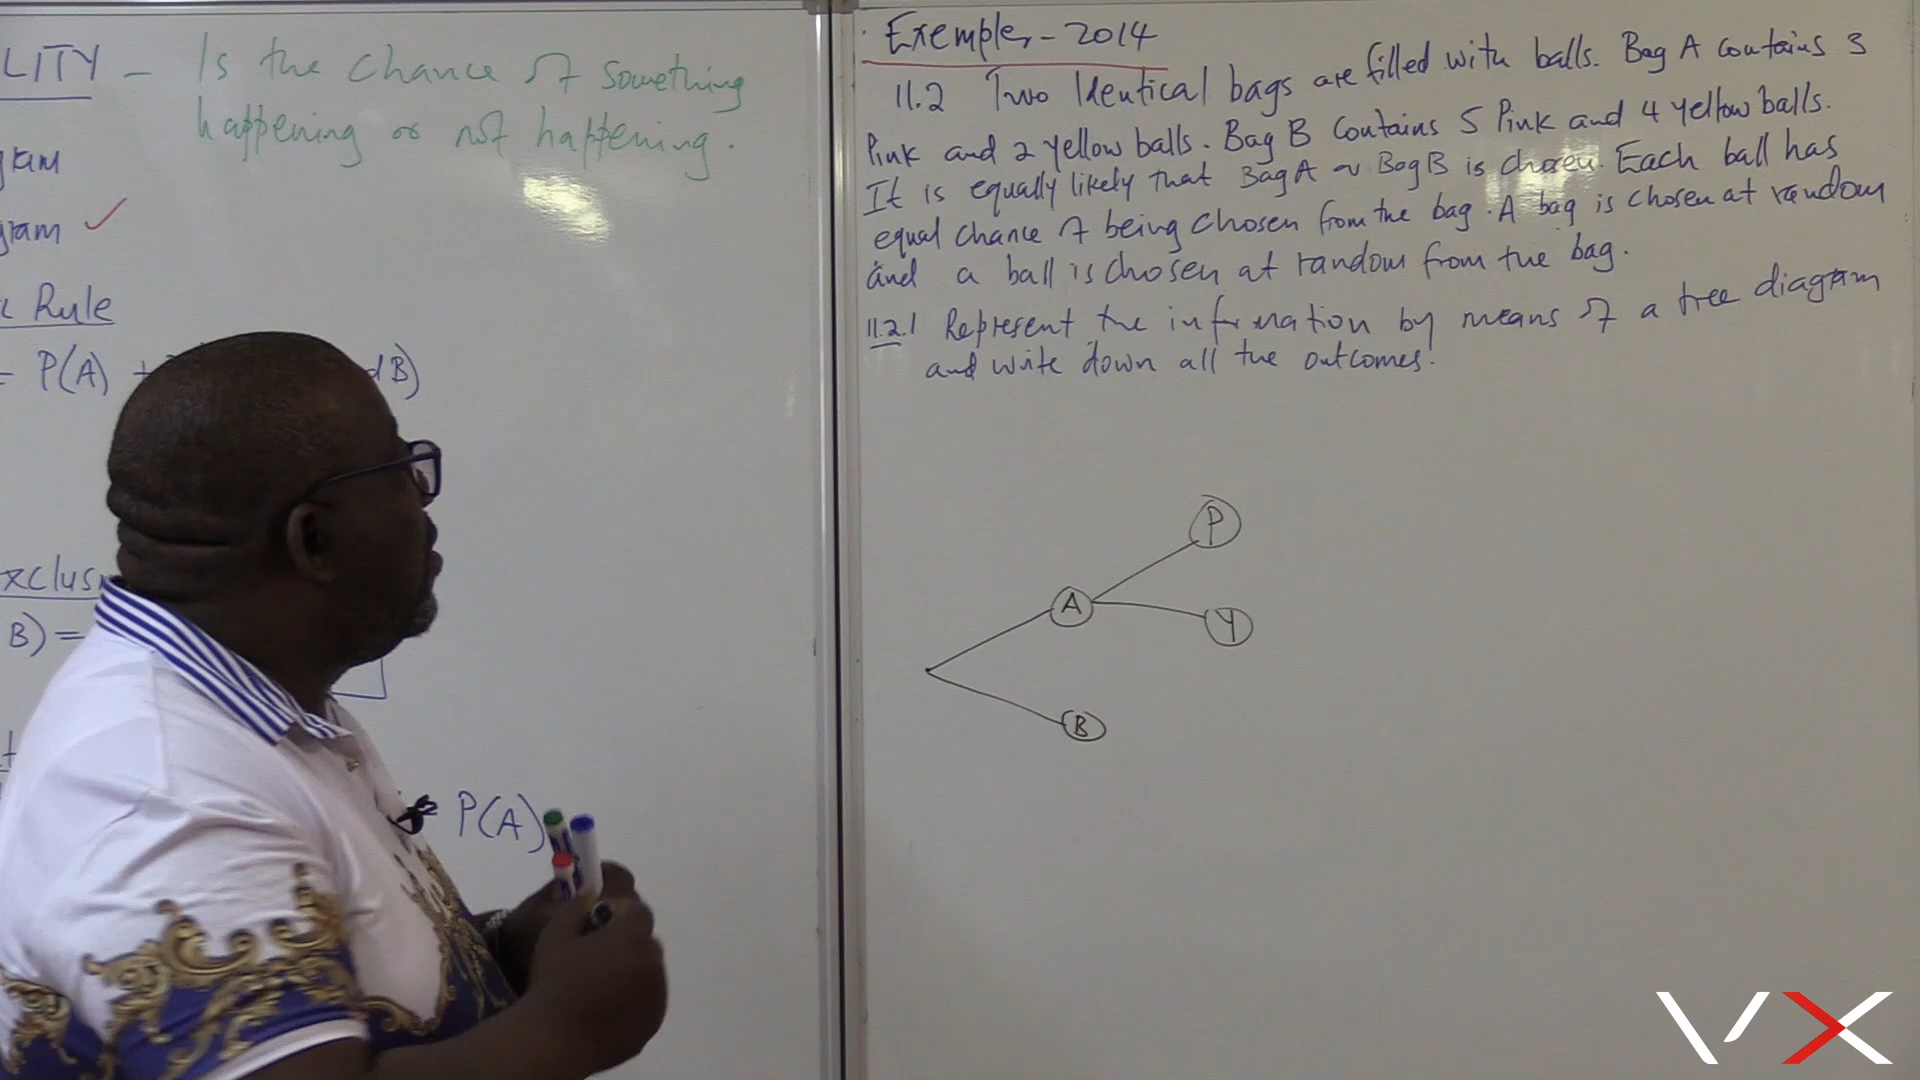 LITY - Is the chance of something
happening or not happening.
gram
gram ✓
Rule
= P(A) + B)
xclus
B) =
P(A)
Exempler - 2014
11.2 Two Identical bags are filled with balls. Bag A contains 3
Pink and 2 yellow balls. Bag B contains 5 Pink and 4 yellow balls.
It is equally likely that Bag A or Bag B is chosen. Each ball has
equal chance of being chosen from the bag. A bag is chosen at random
and a ball is chosen at random from the bag.
11.2.1 Represent the information by means of a tree diagram
and write down all the outcomes.
P
A
Y
B
VX